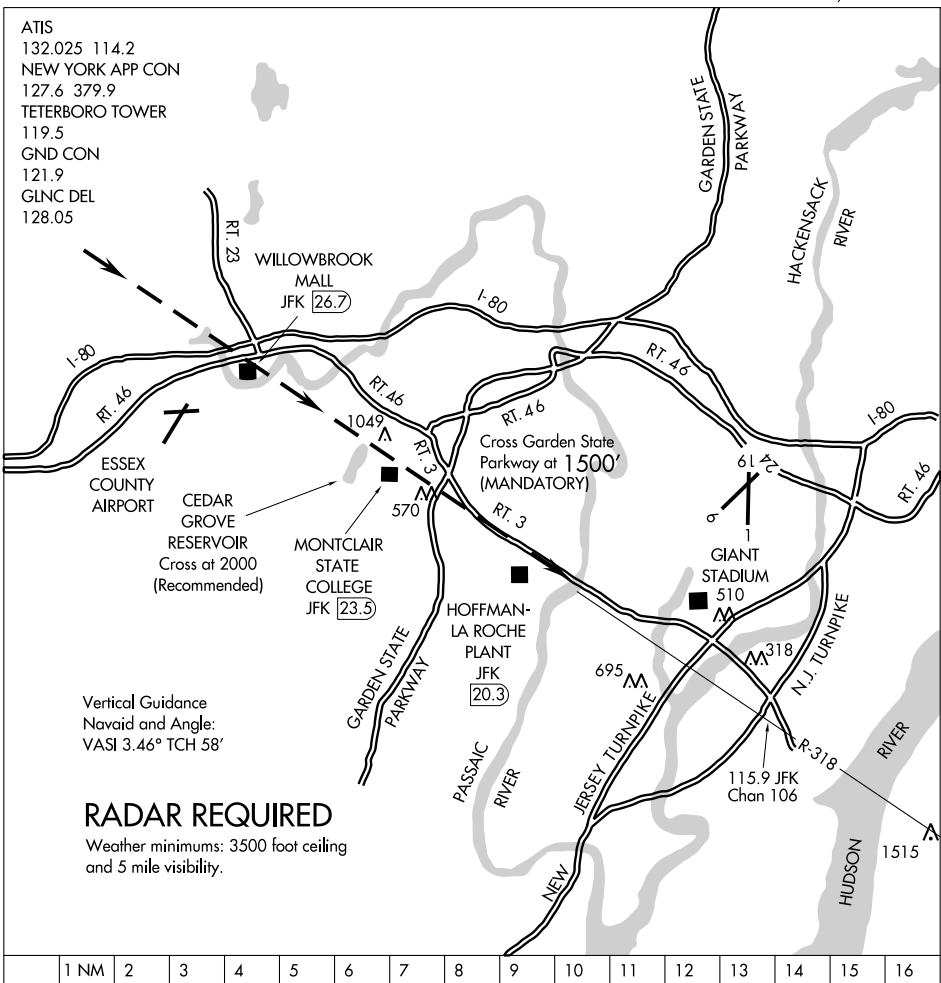 ATIS
132.025 114.2
NEW YORK APP CON
127.6 379.9
TETERBORO TOWER
119.5
GND CON
121.9
GLNC DEL
128.05
GARDEN STATE
PARKWAY
HACKENSACK
RIVER
RT. 23
WILLOWBROOK
MALL
JFK 26.7
I-80
I-80
RT. 46
RT.46
RT. 46
RT. 46
I-80
RT. 46
ESSEX
COUNTY
AIRPORT
1049
RT. 3
570
Cross Garden State
Parkway at 1500'
(MANDATORY)
RT. 3
19
24
6
1
CEDAR
GROVE
RESERVOIR
Cross at 2000
(Recommended)
MONTCLAIR
STATE
COLLEGE
JFK 23.5
HOFFMAN-
LA ROCHE
PLANT
JFK
20.3
GIANT
STADIUM
510
318
695
GARDEN STATE
PARKWAY
PASSAIC
RIVER
NEW
JERSEY TURNPIKE
N.J. TURNPIKE
R-318
115.9 JFK
Chan 106
HUDSON
RIVER
1515
Vertical Guidance
Navaid and Angle:
VASI 3.46° TCH 58'
RADAR REQUIRED
Weather minimums: 3500 foot ceiling
and 5 mile visibility.
1 NM 2 3 4 5 6 7 8 9 10 11 12 13 14 15 16